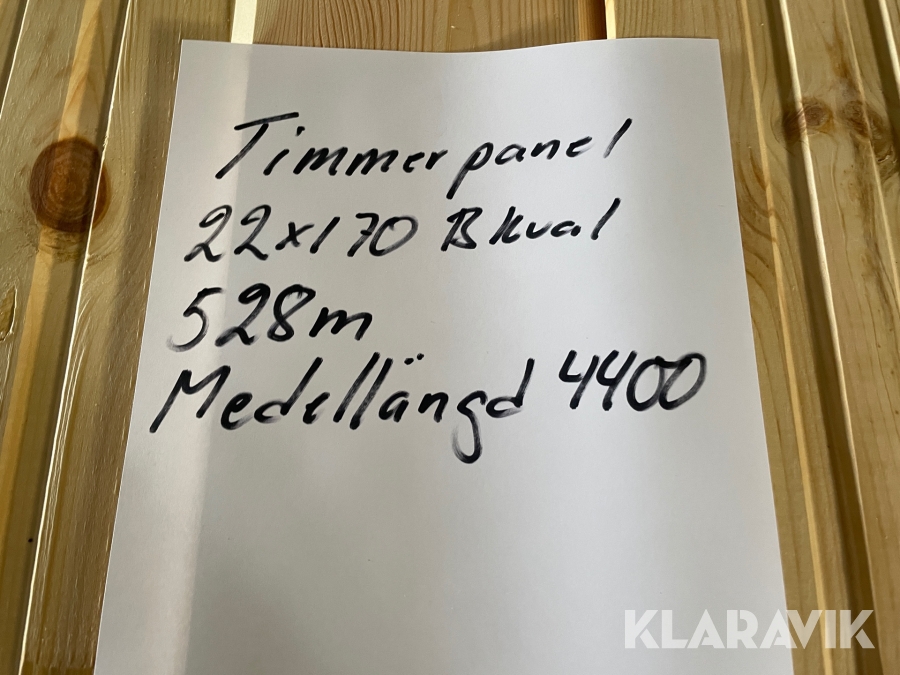 Timmerpanel
22x170 B kval
528m
Medellängd 4400
KLARAVIK